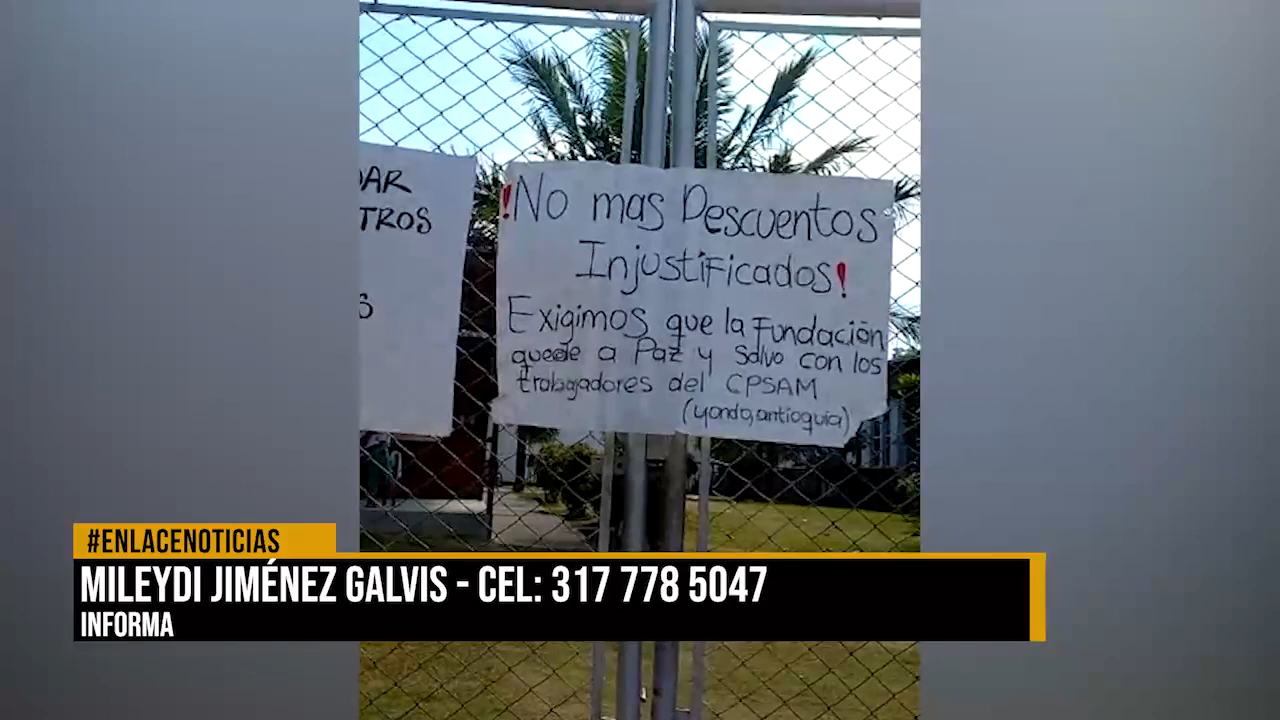 DAR
TROS
S
!No mas Descuentos
Injustificados!
Exigimos que la Fundación
quede a Paz y Salvo con los
trabagadores del CPSAM
(yondo, antioquia)
#ENLACENOTICIAS
MILEYDI JIMÉNEZ GALVIS - CEL: 317 778 5047
INFORMA